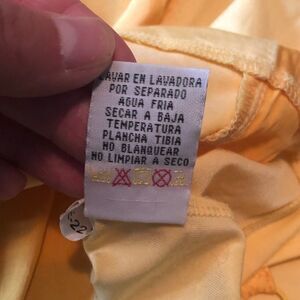 LAVAR EN LAVADORA
POR SEPARADO
AGUA FRIA
SECAR A BAJA
TEMPERATURA
PLANCHA TIBIA
NO BLANQUEAR
NO LIMPIAR A SECO